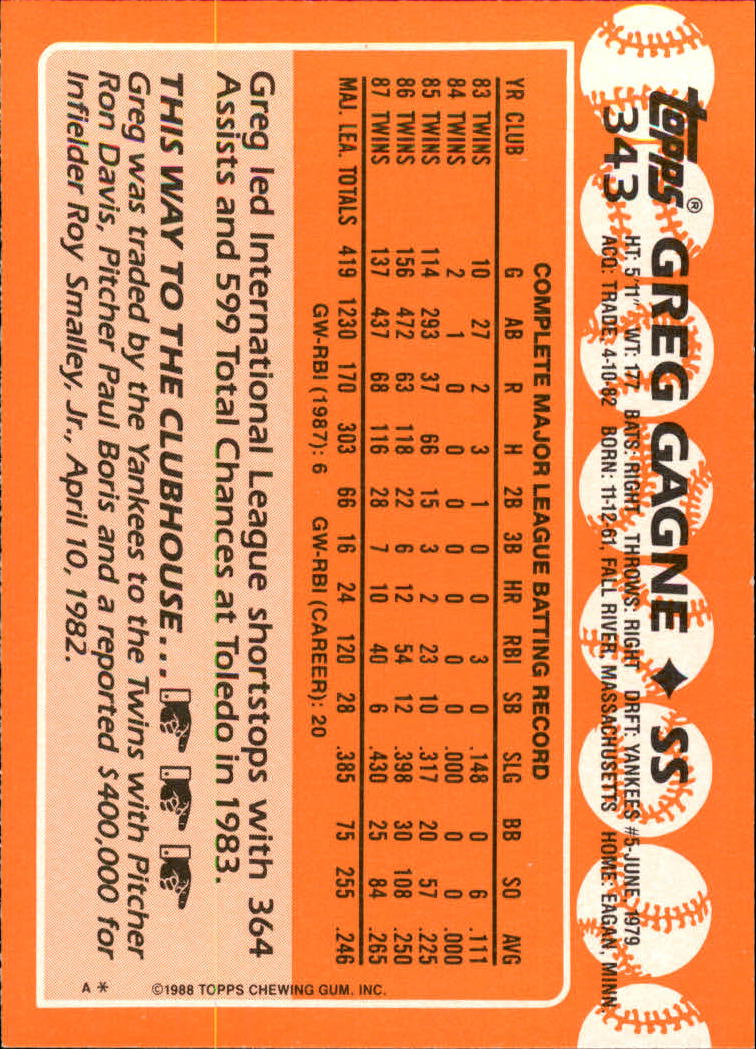 topps® GREG GAGNE ♦ SS
343 HT: 5'11" WT: 177 BATS: RIGHT THROWS: RIGHT DRFT: YANKEES #5-JUNE, 1979
ACQ: TRADE 4-10-82 BORN: 11-12-61, FALL RIVER, MASSACHUSETTS HOME: EAGAN, MINN.
COMPLETE MAJOR LEAGUE BATTING RECORD
YR CLUB G AB R H 2B 3B HR RBI SB SLG BB SO AVG
83 TWINS 10 27 2 3 1 0 0 3 0 .148 0 6 .111
84 TWINS 2 1 0 0 0 0 0 0 0 .000 0 0 .000
85 TWINS 114 293 37 66 15 3 2 23 10 .317 20 57 .225
86 TWINS 156 472 63 118 22 6 12 54 12 .398 30 108 .250
87 TWINS 137 437 68 116 28 7 10 40 6 .430 25 84 .265
MAJ. LEA. TOTALS 419 1230 170 303 66 16 24 120 28 .385 75 255 .246
GW-RBI (1987): 6 GW-RBI (CAREER): 20
Greg led International League shortstops with 364
Assists and 599 Total Chances at Toledo in 1983.
THIS WAY TO THE CLUBHOUSE...
Greg was traded by the Yankees to the Twins with Pitcher
Ron Davis, Pitcher Paul Boris and a reported $400,000 for
Infielder Roy Smalley, Jr., April 10, 1982.
©1988 TOPPS CHEWING GUM, INC.
A *